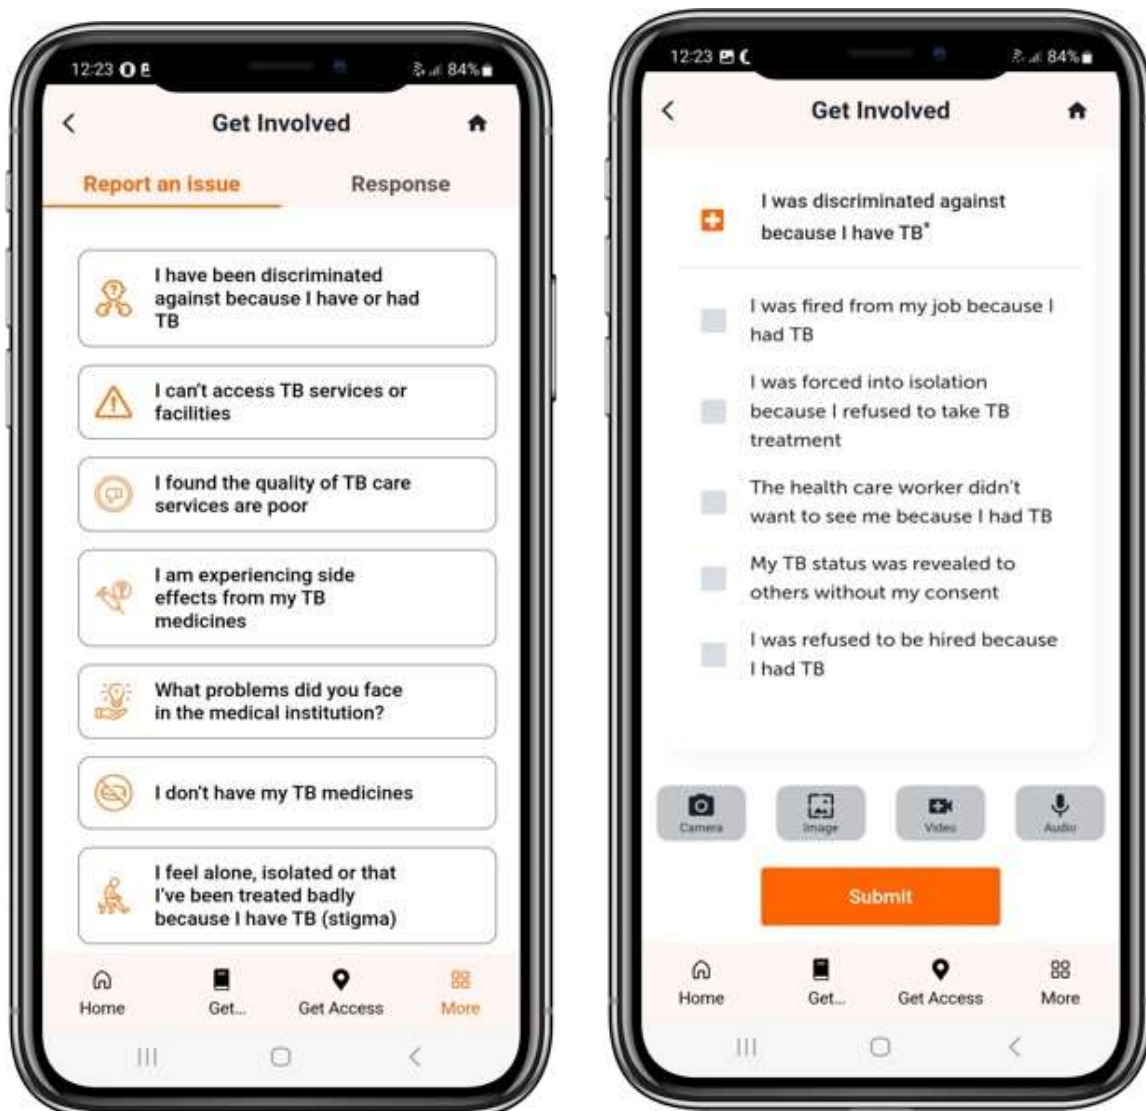 12:23
84%
Get Involved
Report an issue
Response
I have been discriminated
against because I have or had
TB
I can't access TB services or
facilities
I found the quality of TB care
services are poor
I am experiencing side
effects from my TB
medicines
What problems did you face
in the medical institution?
I don't have my TB medicines
I feel alone, isolated or that
I've been treated badly
because I have TB (stigma)
Home
Get...
Get Access
More
12:23
84%
Get Involved
I was discriminated against
because I have TB*
I was fired from my job because I
had TB
I was forced into isolation
because I refused to take TB
treatment
The health care worker didn't
want to see me because I had TB
My TB status was revealed to
others without my consent
I was refused to be hired because
I had TB
Camera
Image
Video
Audio
Submit
Home
Get...
Get Access
More